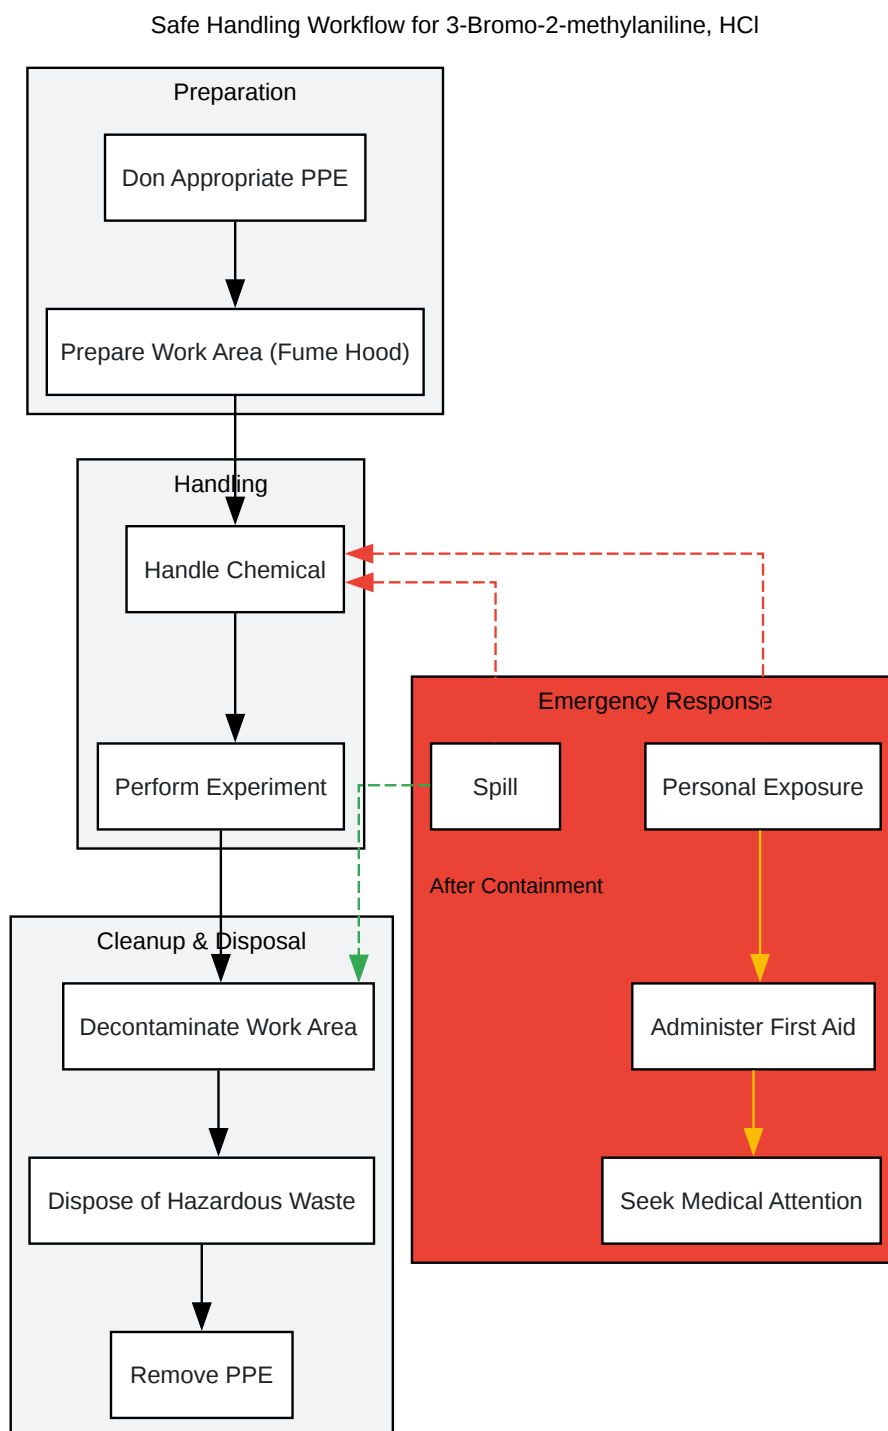 Safe Handling Workflow for 3-Bromo-2-methylaniline, HCl
Preparation
Don Appropriate PPE
Prepare Work Area (Fume Hood)
Handling
Handle Chemical
Perform Experiment
Emergency Response
Spill
Personal Exposure
After Containment
Cleanup & Disposal
Decontaminate Work Area
Administer First Aid
Dispose of Hazardous Waste
Seek Medical Attention
Remove PPE